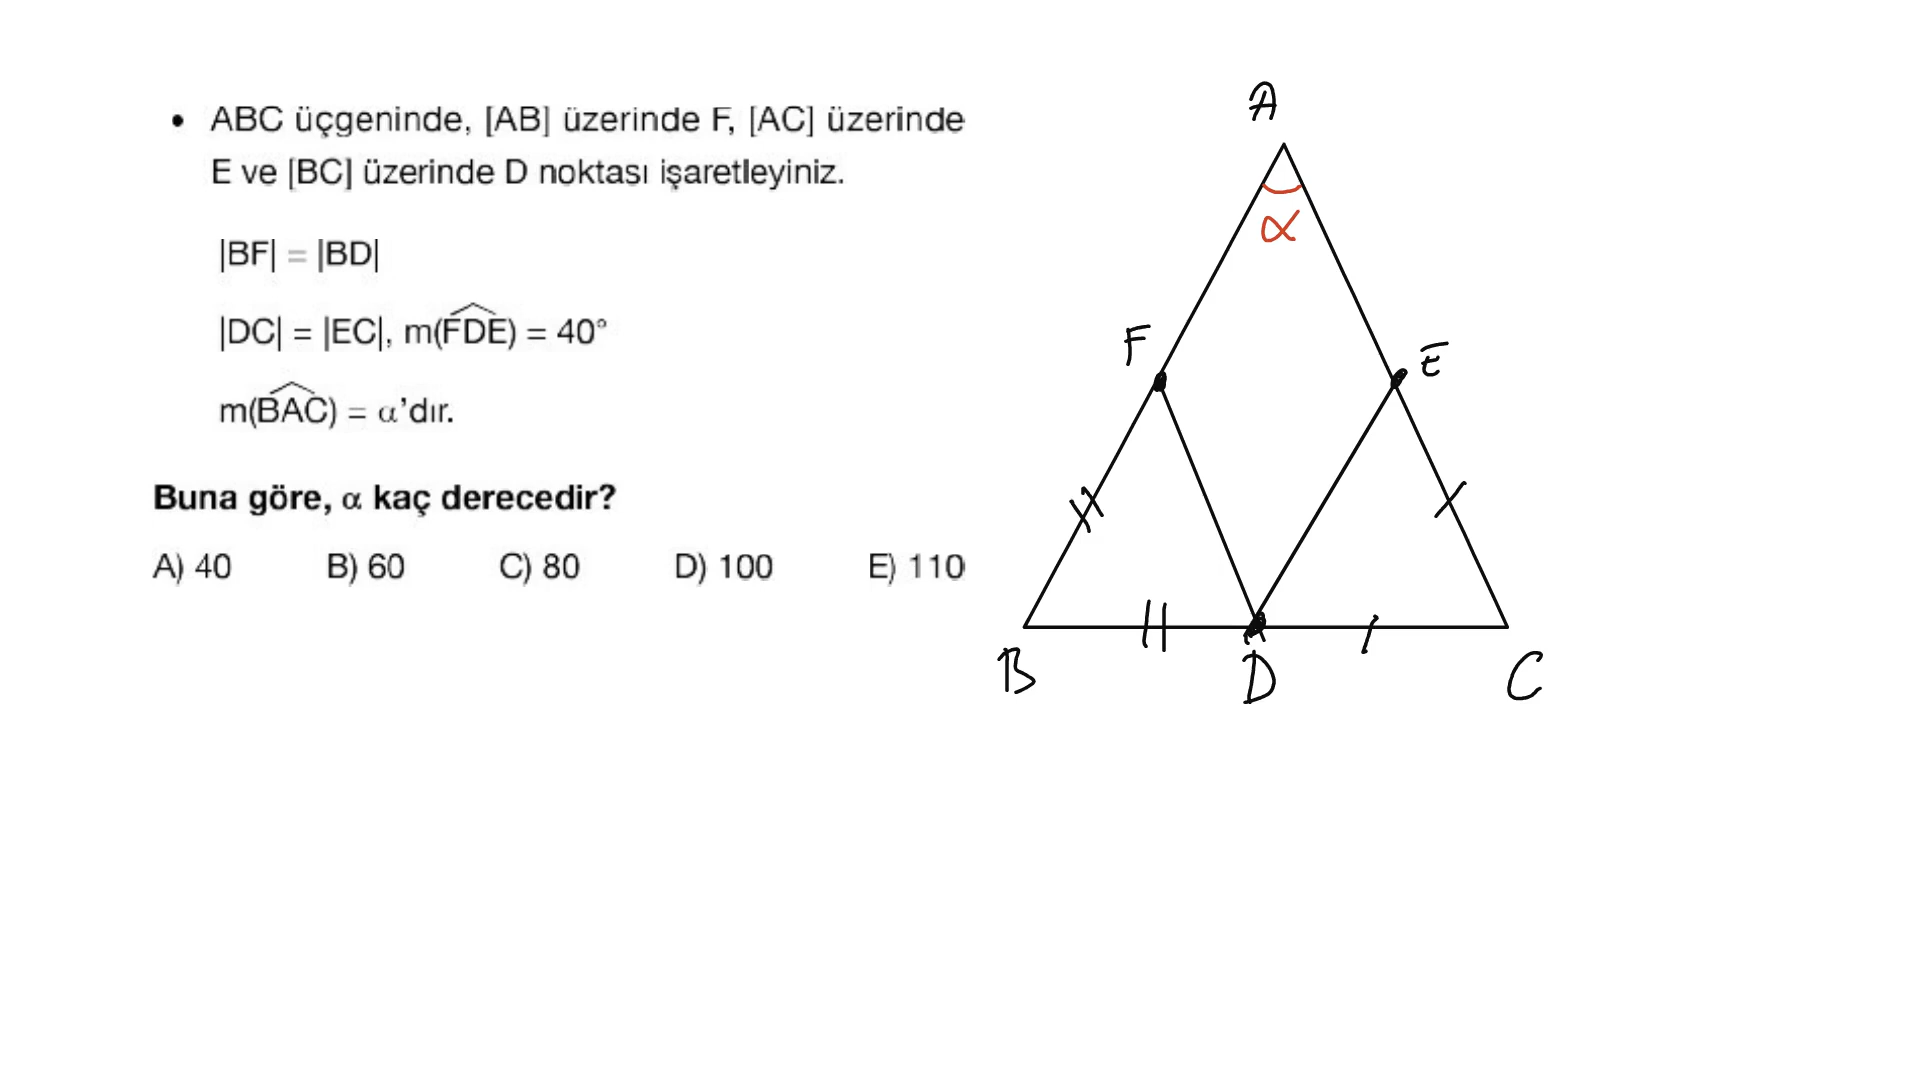 • ABC üçgeninde, [AB] üzerinde F, [AC] üzerinde
E ve [BC] üzerinde D noktası işaretleyiniz.
|BF| = |BD|
|DC| = |EC|, m(FDE) = 40°
m(BAC) = α’dır.
Buna göre, α kaç derecedir?
A) 40 B) 60 C) 80 D) 100 E) 110
A
α
F
E
B
D
C